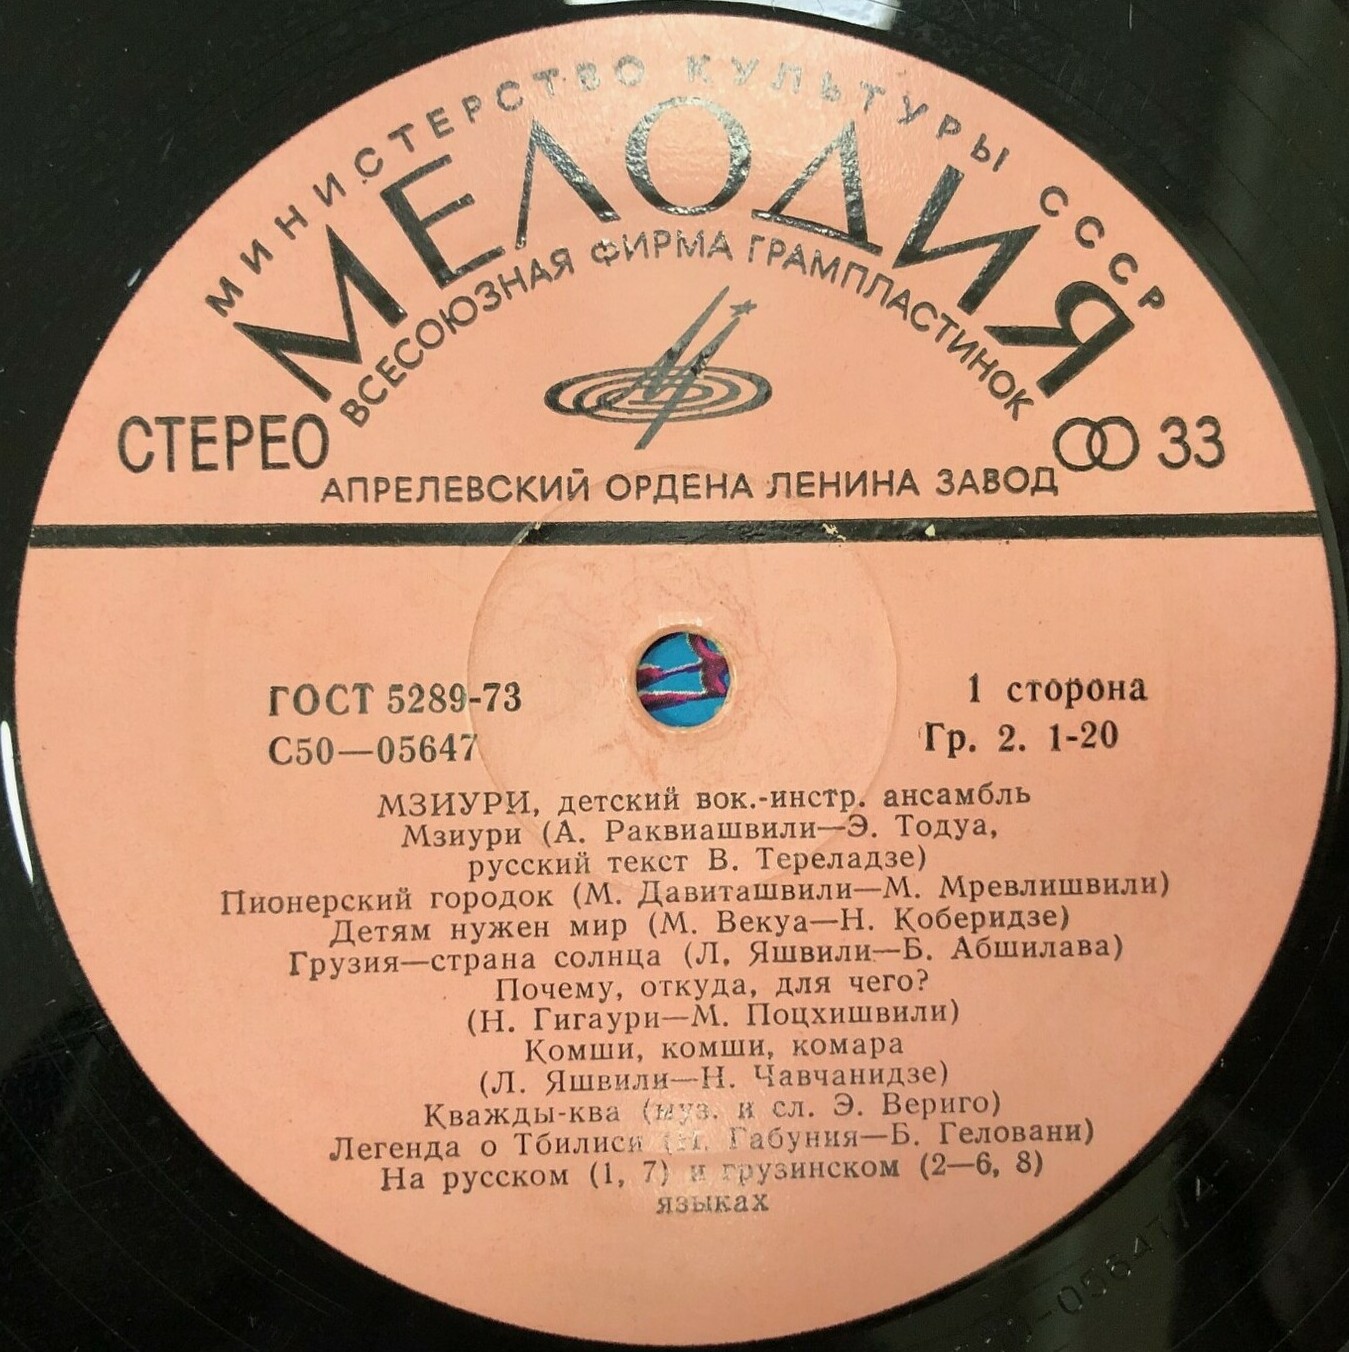 МИНИСТЕРСТВО КУЛЬТУРЫ СССР
МЕЛОДИЯ
ВСЕСОЮЗНАЯ ФИРМА ГРАМПЛАСТИНОК
СТЕРЕО
33
АПРЕЛЕВСКИЙ ОРДЕНА ЛЕНИНА ЗАВОД
ГОСТ 5289-73
1 сторона
С50—05647
Гр. 2. 1-20
МЗИУРИ, детский вок.-инстр. ансамбль
Мзиури (А. Раквиашвили—Э. Тодуа,
русский текст В. Тереладзе)
Пионерский городок (М. Давиташвили—М. Мревлишвили)
Детям нужен мир (М. Векуа—Н. Коберидзе)
Грузия—страна солнца (Л. Яшвили—Б. Абшилава)
Почему, откуда, для чего?
(Н. Гигаури—М. Поцхишвили)
Комши, комши, комара
(Л. Яшвили—Н. Чавчанидзе)
Кважды-ква (муз. и сл. Э. Вериго)
Легенда о Тбилиси Габуния—Б. Геловани)
На русском (1, 7) и грузинском (2—6, 8)
языках